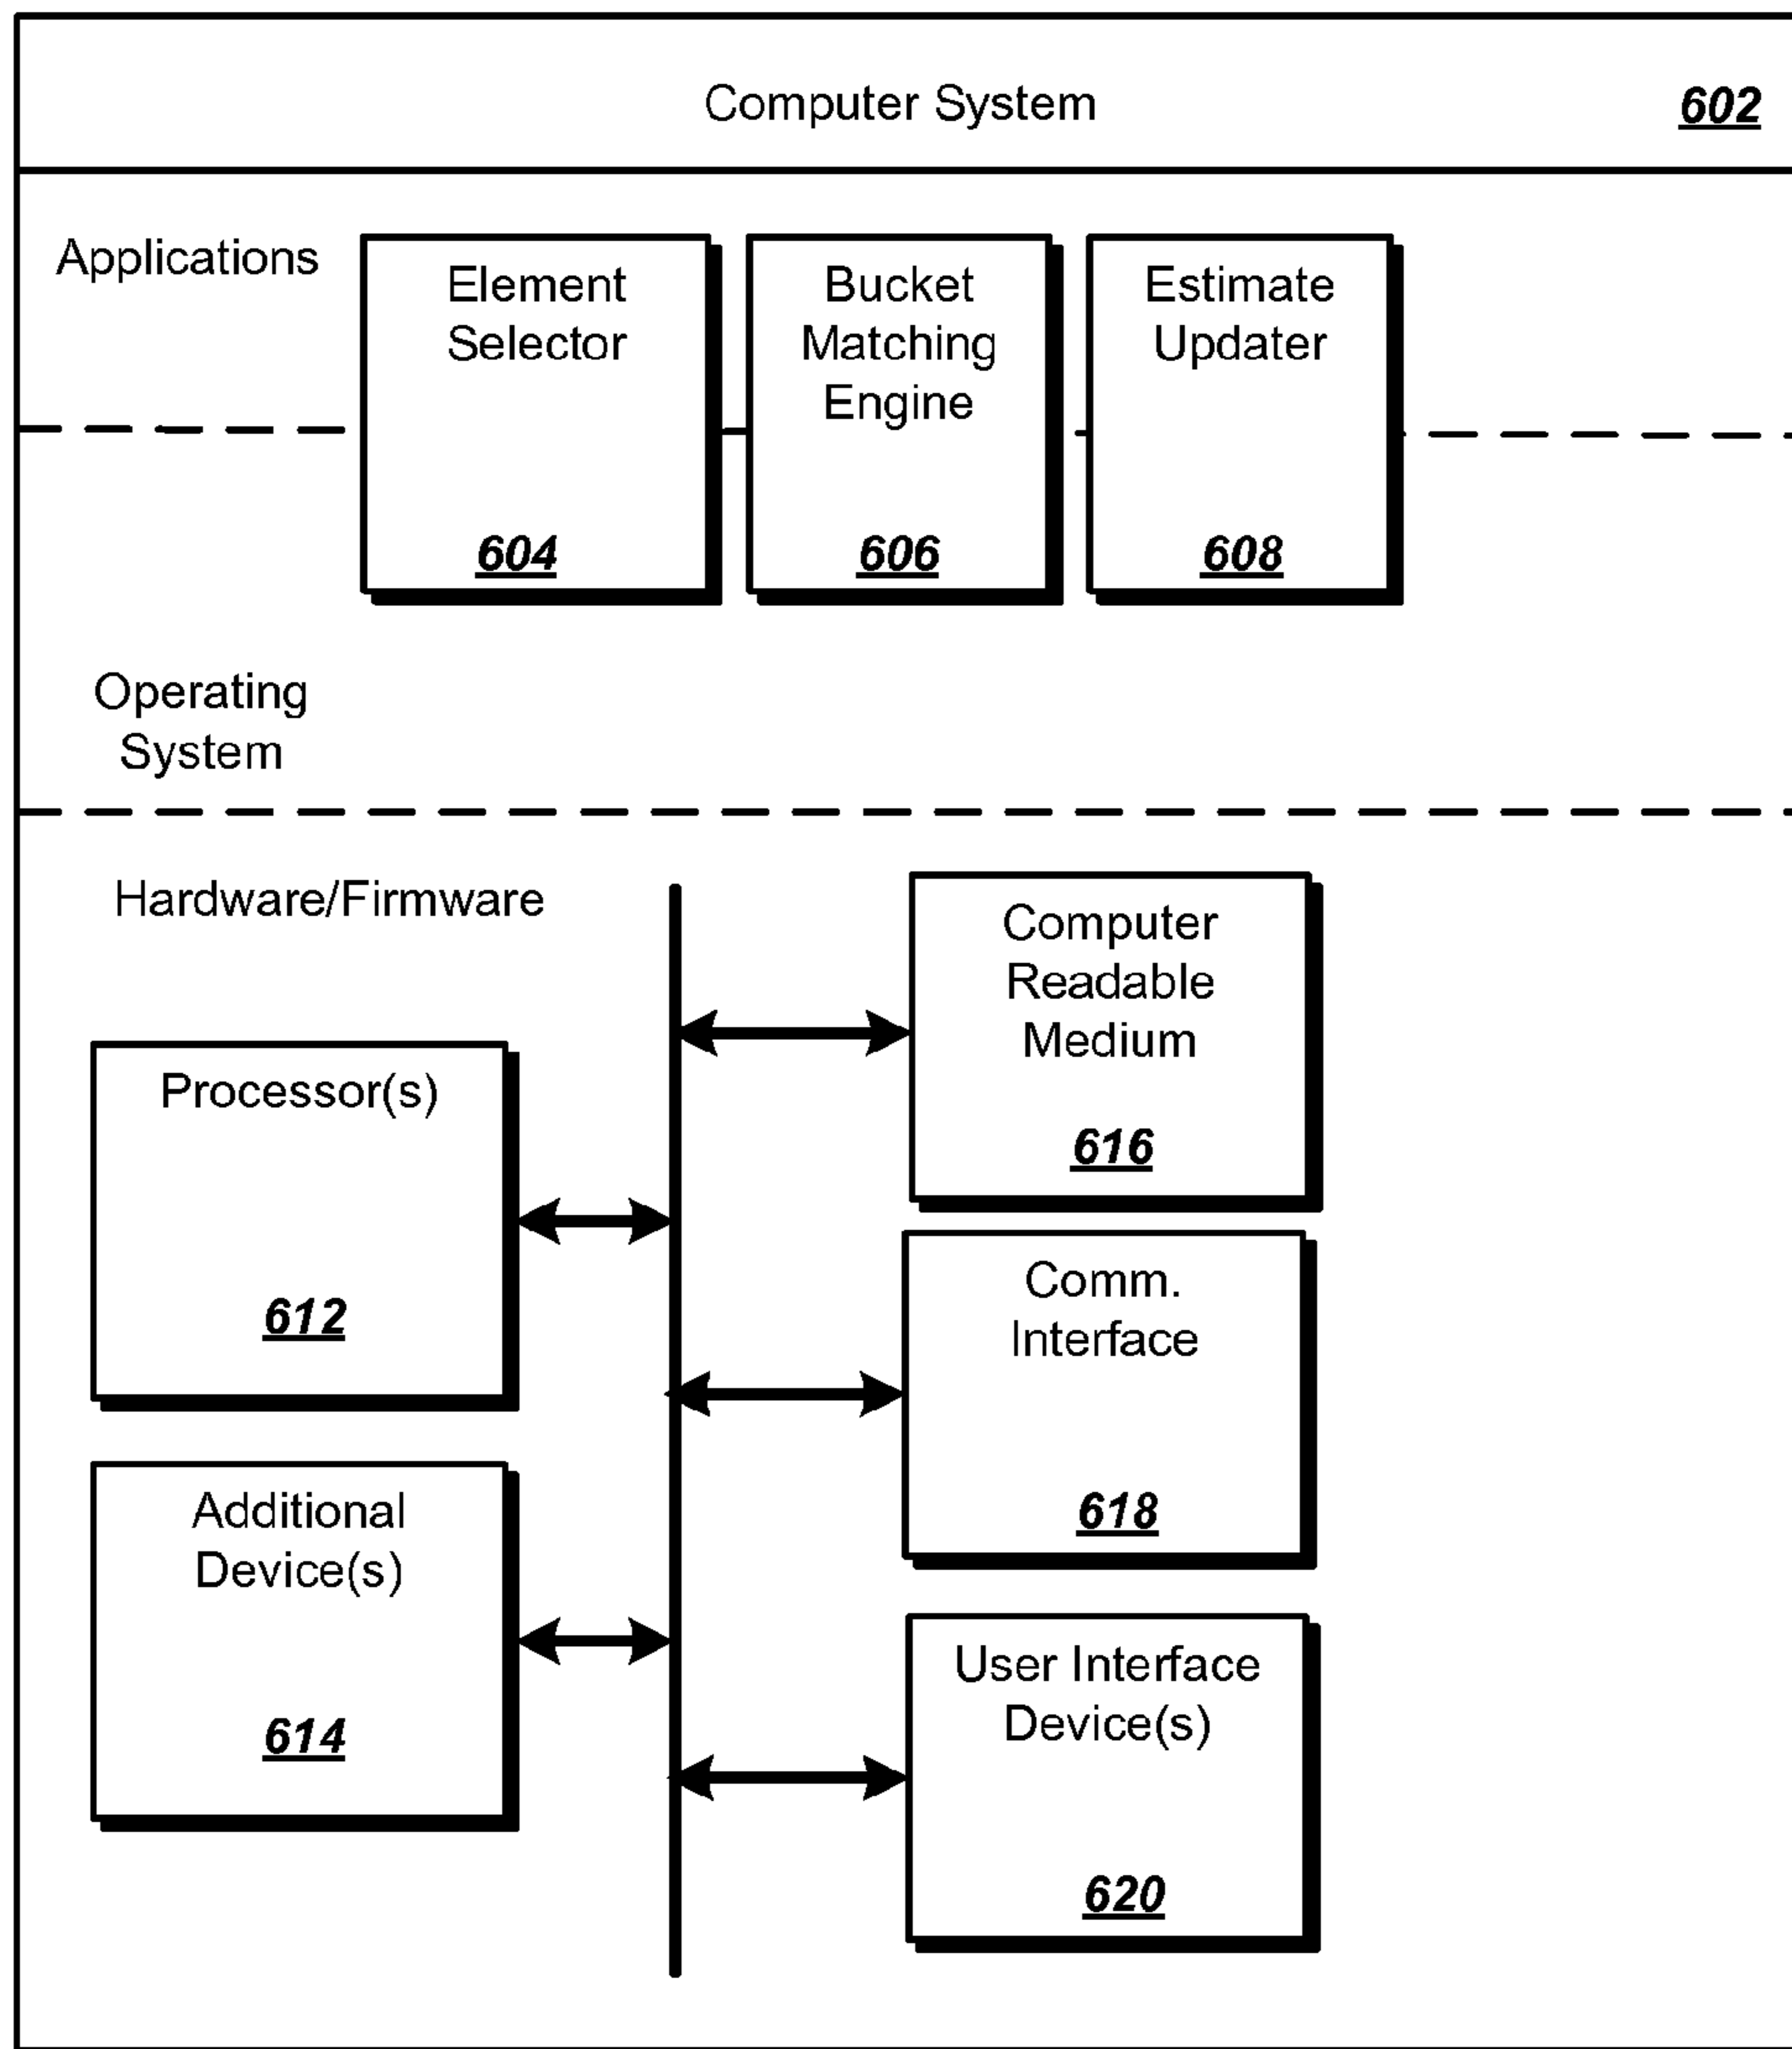 Computer System
602
Applications
Element
Selector
604
Bucket
Matching
Engine
606
Estimate
Updater
608
Operating
System
Hardware/Firmware
Processor(s)
612
Additional
Device(s)
614
Computer
Readable
Medium
616
Comm.
Interface
618
User Interface
Device(s)
620